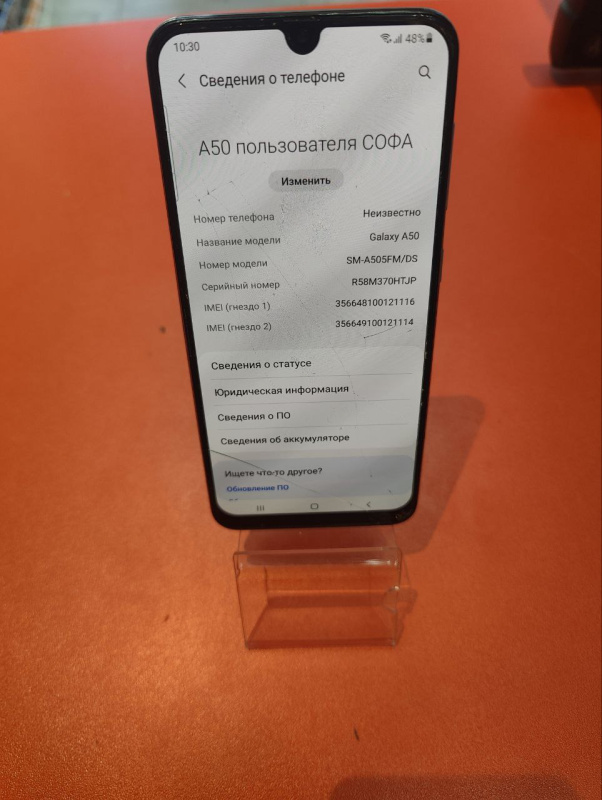 10:30 48%
Сведения о телефоне
A50 пользователя СОФА
Изменить
Номер телефона Неизвестно
Название модели Galaxy A50
Номер модели SM-A505FM/DS
Серийный номер R58M370HTJP
IMEI (гнездо 1) 356648100121116
IMEI (гнездо 2) 356649100121114
Сведения о статусе
Юридическая информация
Сведения о ПО
Сведения об аккумуляторе
Ищете что-то другое?
Обновление ПО